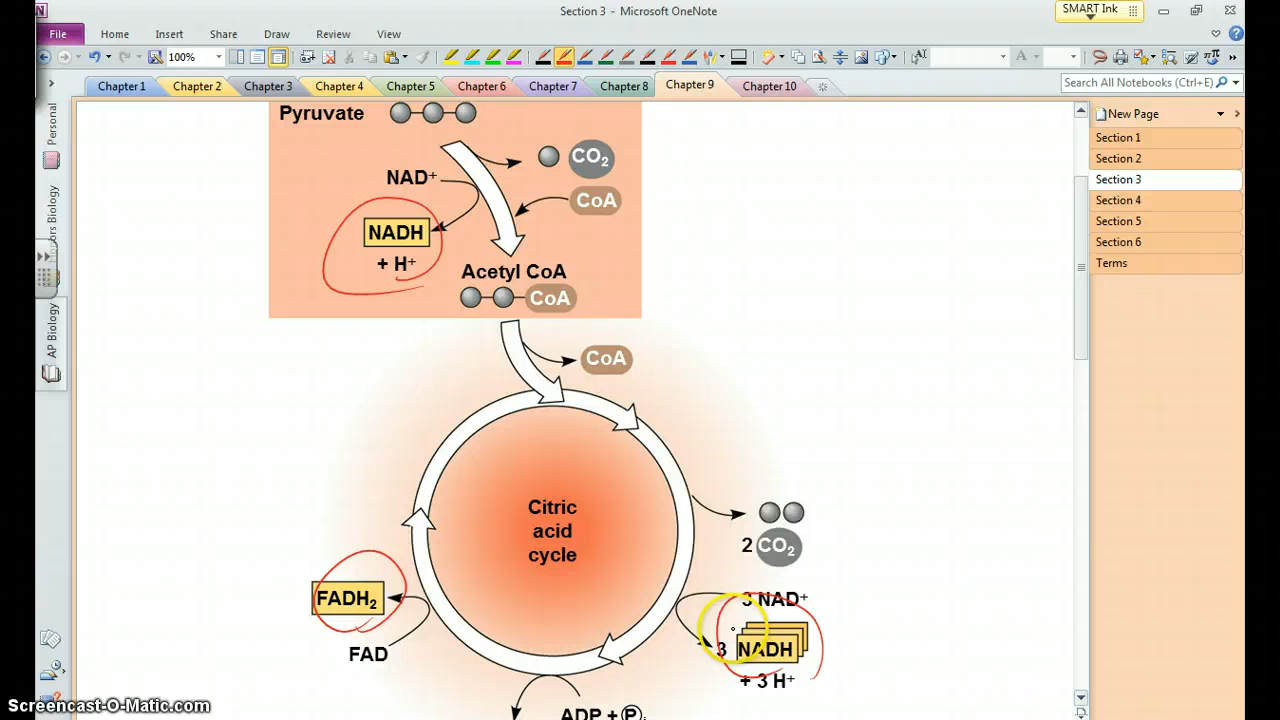 Section 3 - Microsoft OneNote
SMART Ink
N
File Home Insert Share Draw Review View
100%
Chapter 1 Chapter 2 Chapter 3 Chapter 4 Chapter 5 Chapter 6 Chapter 7 Chapter 8 Chapter 9 Chapter 10
Search All Notebooks (Ctrl+E)
New Page
Section 1
Section 2
Section 3
Section 4
Section 5
Section 6
Terms
Personal
Honors Biology
AP Biology
Pyruvate
CO₂
NAD⁺
CoA
NADH
+ H⁺
Acetyl CoA
CoA
CoA
Citric
acid
cycle
2 CO₂
FADH₂
3 NAD⁺
3 NADH
FAD
+ 3 H⁺
ADP + P i
Screencast-O-Matic.com